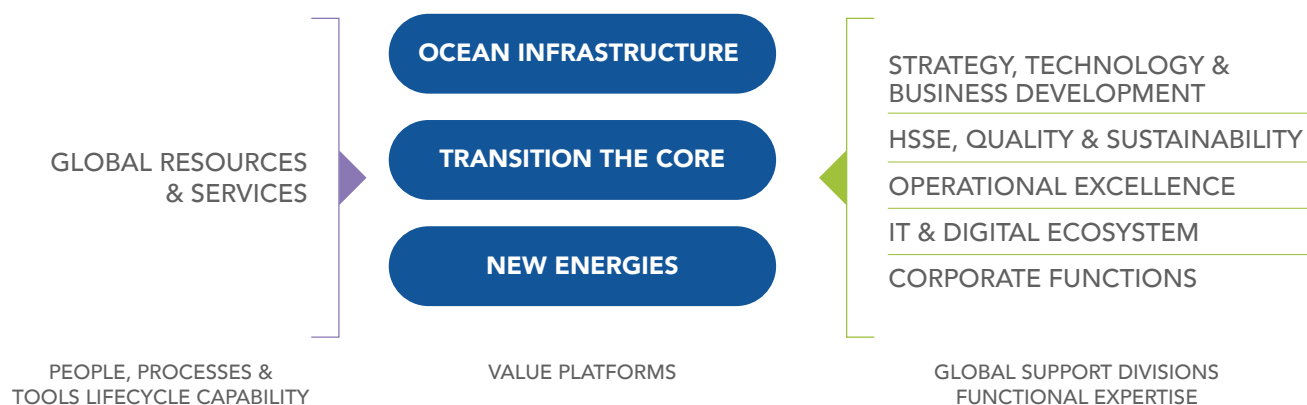 GLOBAL RESOURCES
& SERVICES
PEOPLE, PROCESSES &
TOOLS LIFECYCLE CAPABILITY
OCEAN INFRASTRUCTURE
TRANSITION THE CORE
NEW ENERGIES
VALUE PLATFORMS
STRATEGY, TECHNOLOGY &
BUSINESS DEVELOPMENT
HSSE, QUALITY & SUSTAINABILITY
OPERATIONAL EXCELLENCE
IT & DIGITAL ECOSYSTEM
CORPORATE FUNCTIONS
GLOBAL SUPPORT DIVISIONS
FUNCTIONAL EXPERTISE